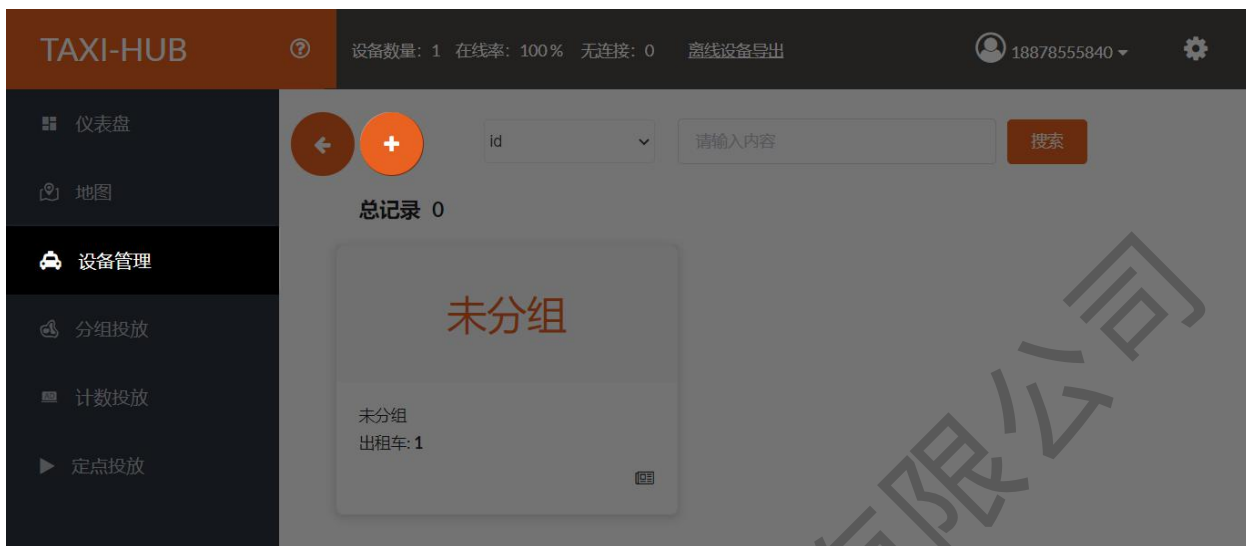 TAXI-HUB
设备数量: 1 在线率: 100% 无连接: 0 离线设备导出 18878555840
仪表盘
id 请输入内容 搜索
地图
总记录 0
设备管理
未分组
分组投放
计数投放
未分组
出租车: 1
定点投放
有限公司